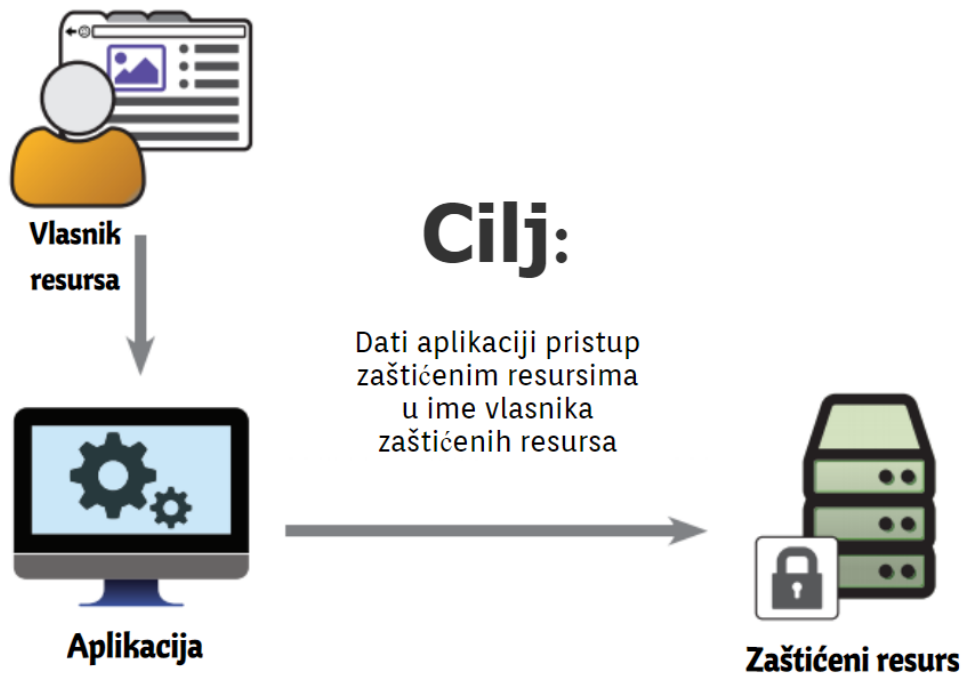 Vlasnik
resursa
Cilj:
Dati aplikaciji pristup
zaštićenim resursima
u ime vlasnika
zaštićenih resursa
Aplikacija
Zaštićeni resurs